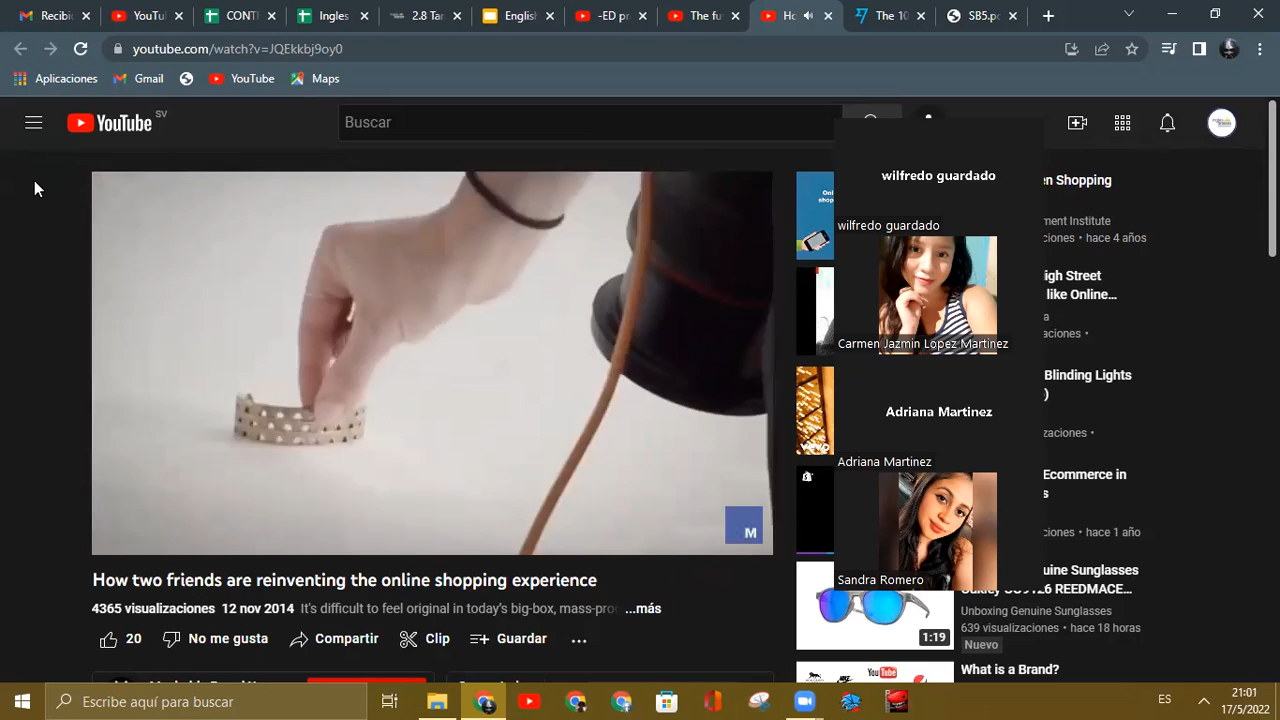 Recibid
YouTu
CONT
Ingles
2.8 Tar
English
-ED pr
The fu
Ho
The 10
SB5.pd
youtube.com/watch?v=JQEkkbj9oy0
Aplicaciones
Gmail
YouTube
Maps
YouTube SV
Buscar
wilfredo guardado
wilfredo guardado
Carmen Jazmin Lopez Martinez
Adriana Martinez
Adriana Martinez
Sandra Romero
en Shopping
ment Institute
ciones • hace 4 años
igh Street
like Online...
ciones •
Blinding Lights
zaciones •
vevo
Ecommerce in
ciones • hace 1 año
uine Sunglasses
639 visualizaciones • hace 18 horas
Unboxing Genuine Sunglasses
Nuevo
1:19
What is a Brand?
YouTube
M
How two friends are reinventing the online shopping experience
4365 visualizaciones 12 nov 2014 It's difficult to feel original in today's big-box, mass-pro ...más
20
No me gusta
Compartir
Clip
Guardar
Escribe aquí para buscar
ES
21:01
17/5/2022